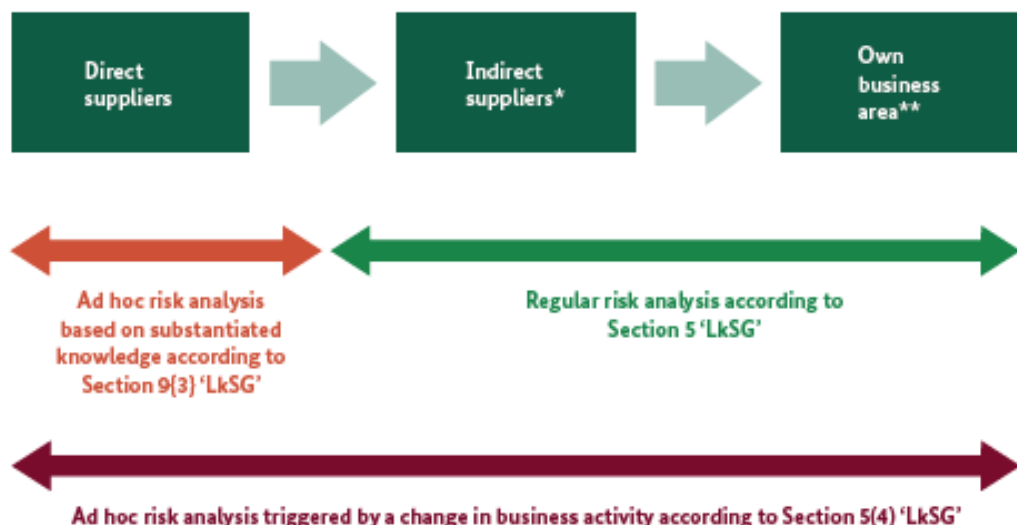 Direct
suppliers
Indirect
suppliers*
Own
business
area**
Ad hoc risk analysis
based on substantiated
knowledge according to
Section 9{3} ‘LkSG’
Regular risk analysis according to
Section 5 ‘LkSG’
Ad hoc risk analysis triggered by a change in business activity according to Section 5(4) ‘LkSG’